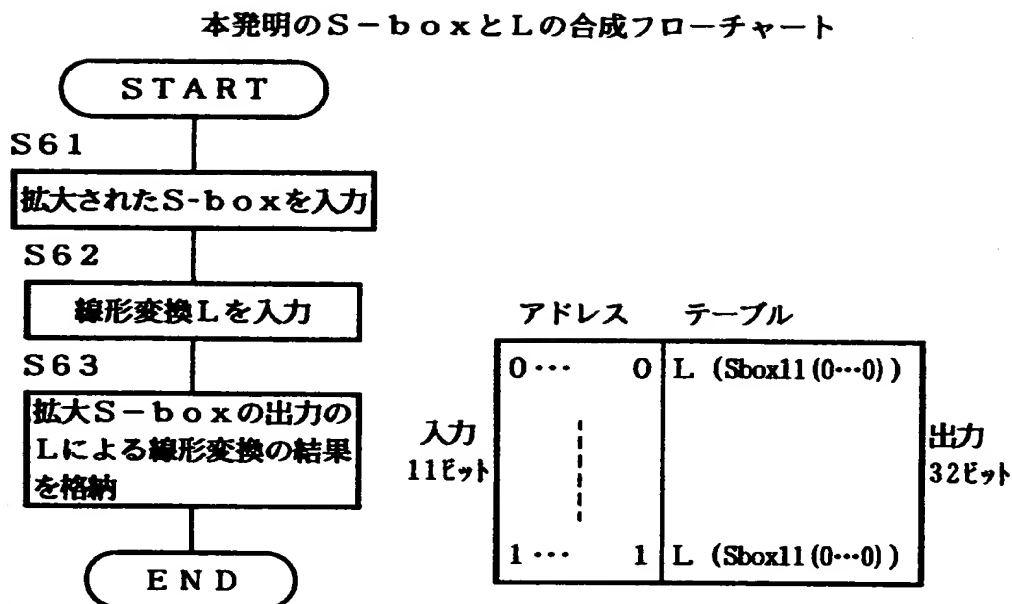 本発明のS－boxとLの合成フローチャート
START
S61
拡大されたS-boxを入力
S62
線形変換Lを入力
S63
拡大S－boxの出力の
Lによる線形変換の結果
を格納
END
アドレス テーブル
0… 0 L (Sbox11(0…0))
入力
11ビット
出力
32ビット
1… 1 L (Sbox11(0…0))